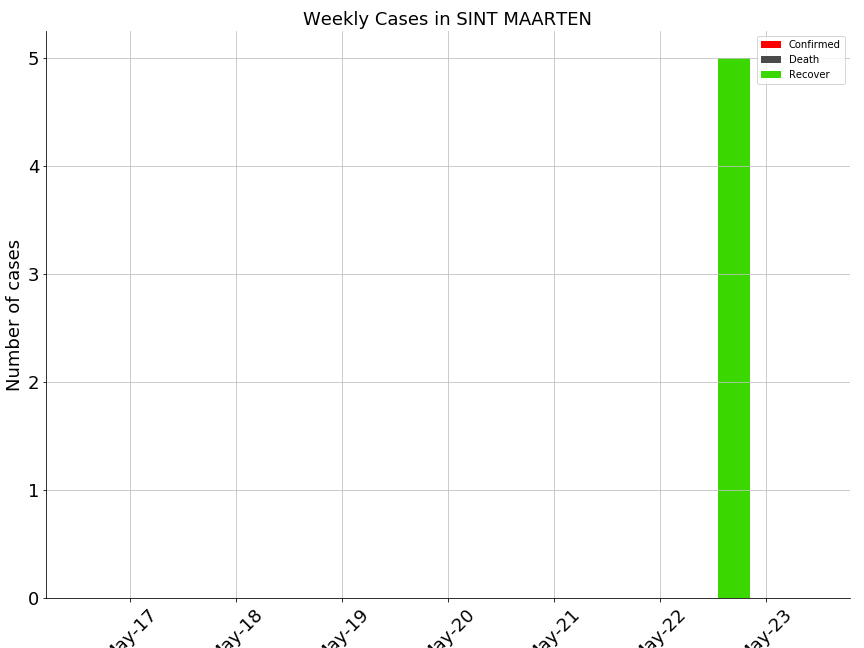 Weekly Cases in SINT MAARTEN
Confirmed
Death
Recover
Number of cases
5
4
3
2
1
0
May-17
May-18
May-19
May-20
May-21
May-22
May-23